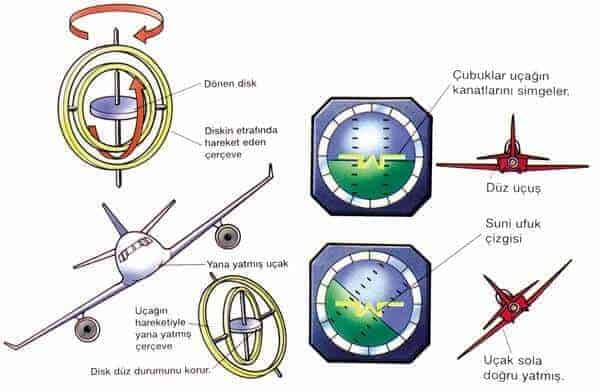 Dönen disk
Diskin etrafında
hareket eden
çerçeve
Çubuklar uçağın
kanatlarını simgeler.
Düz uçuş
Yana yatmış uçak
Uçağın
hareketiyle
yana yatmış
çerçeve
Disk düz durumunu korur.
Suni ufuk
çizgisi
Uçak sola
doğru yatmış.